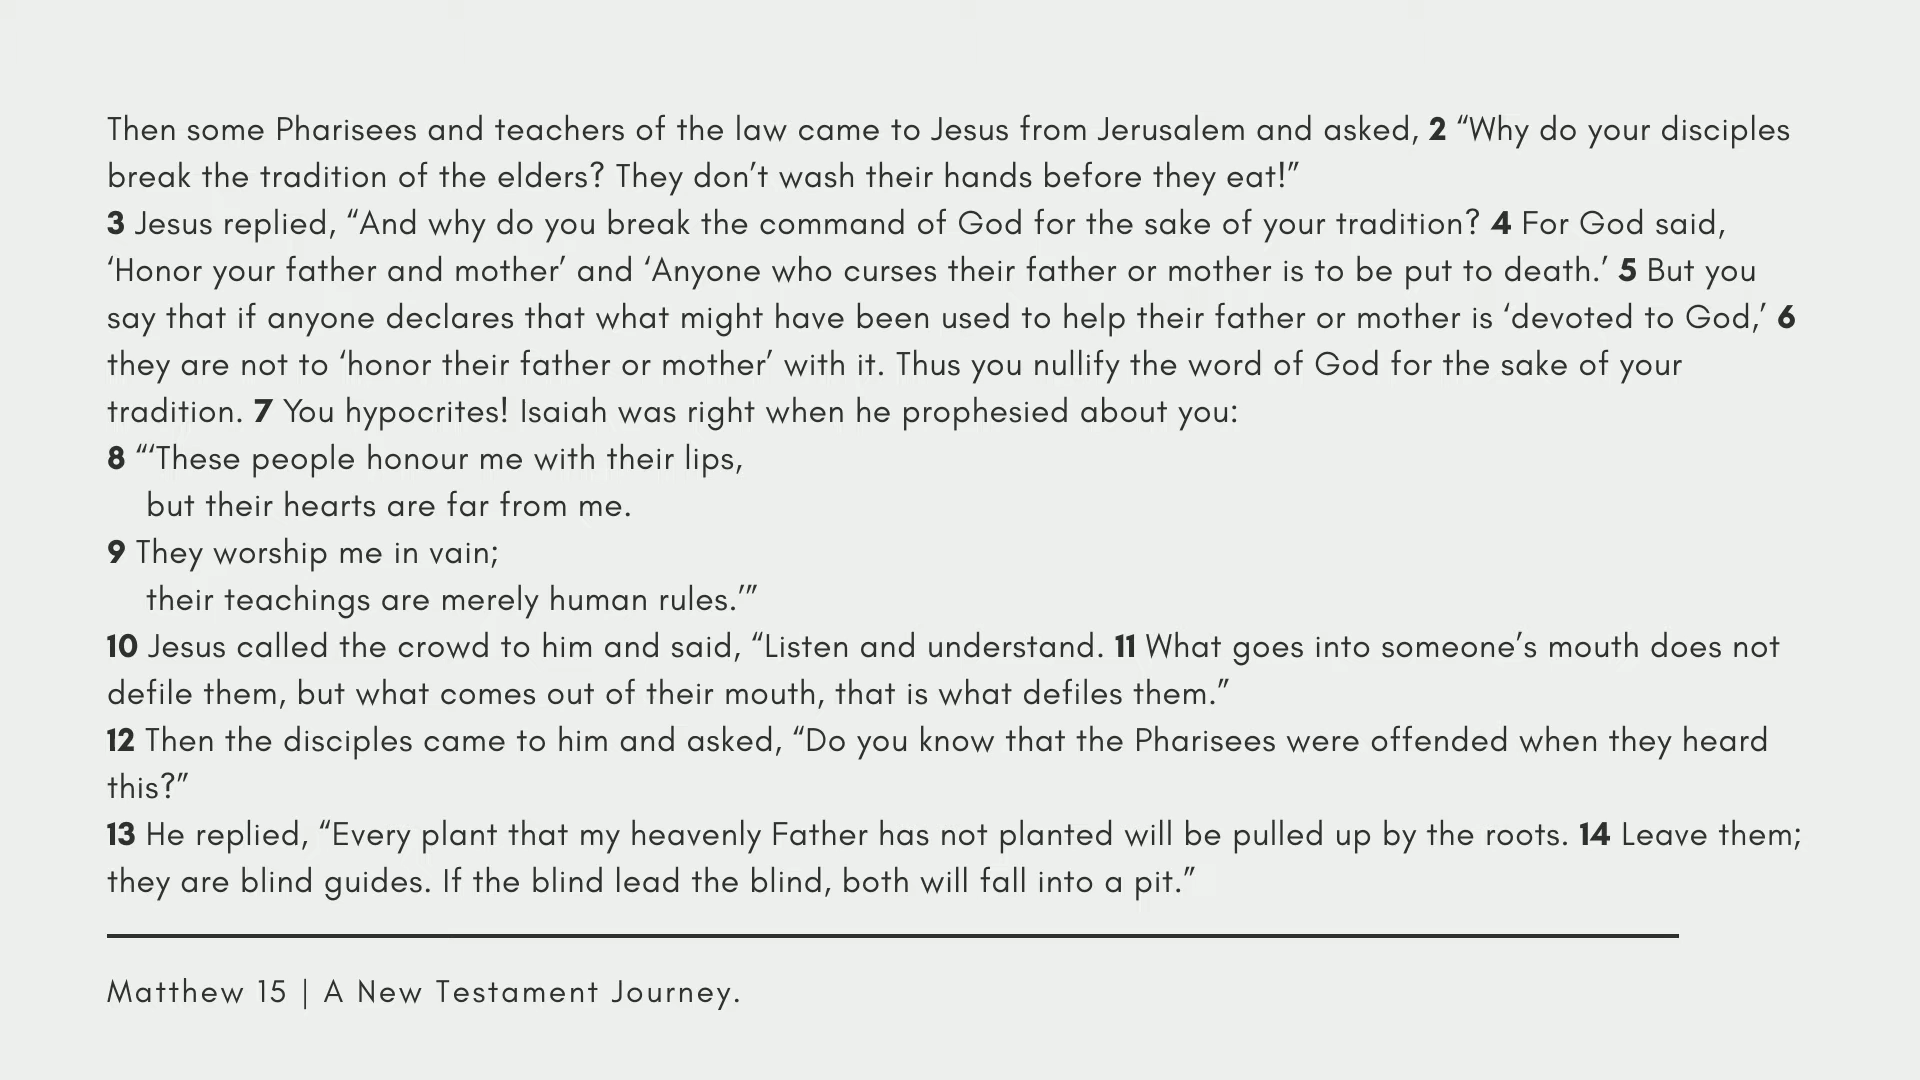 Then some Pharisees and teachers of the law came to Jesus from Jerusalem and asked, 2 “Why do your disciples
break the tradition of the elders? They don’t wash their hands before they eat!”
3 Jesus replied, “And why do you break the command of God for the sake of your tradition? 4 For God said,
‘Honor your father and mother’ and ‘Anyone who curses their father or mother is to be put to death.’ 5 But you
say that if anyone declares that what might have been used to help their father or mother is ‘devoted to God,’ 6
they are not to ‘honor their father or mother’ with it. Thus you nullify the word of God for the sake of your
tradition. 7 You hypocrites! Isaiah was right when he prophesied about you:
8 “‘These people honour me with their lips,
but their hearts are far from me.
9 They worship me in vain;
their teachings are merely human rules.’”
10 Jesus called the crowd to him and said, “Listen and understand. 11 What goes into someone’s mouth does not
defile them, but what comes out of their mouth, that is what defiles them.”
12 Then the disciples came to him and asked, “Do you know that the Pharisees were offended when they heard
this?”
13 He replied, “Every plant that my heavenly Father has not planted will be pulled up by the roots. 14 Leave them;
they are blind guides. If the blind lead the blind, both will fall into a pit.”
Matthew 15 | A New Testament Journey.